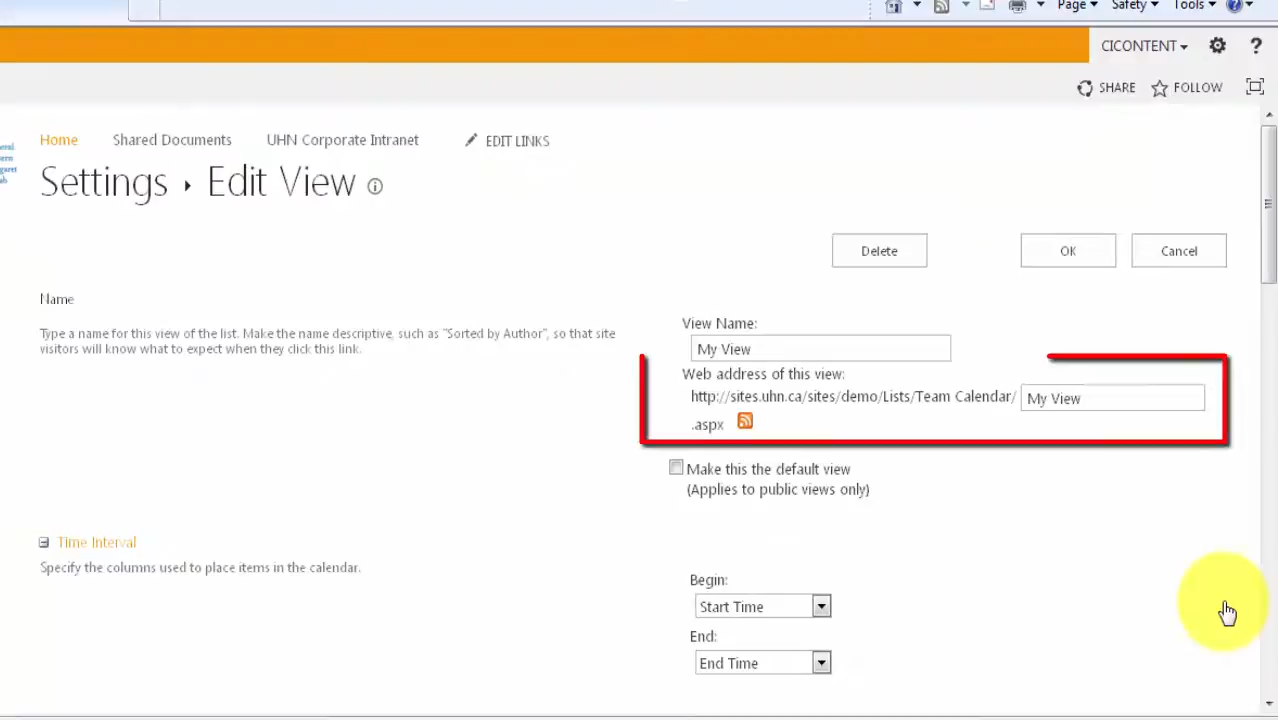 Page Safety Tools
CICONTENT
SHARE FOLLOW
Home Shared Documents UHN Corporate Intranet EDIT LINKS
Settings Edit View
Delete OK Cancel
Name
Type a name for this view of the list. Make the name descriptive, such as "Sorted by Author", so that site
visitors will know what to expect when they click this link.
View Name:
My View
Web address of this view:
http://sites.uhn.ca/sites/demo/Lists/Team Calendar/ My View
.aspx
Make this the default view
(Applies to public views only)
Time Interval
Specify the columns used to place items in the calendar.
Begin:
Start Time
End:
End Time